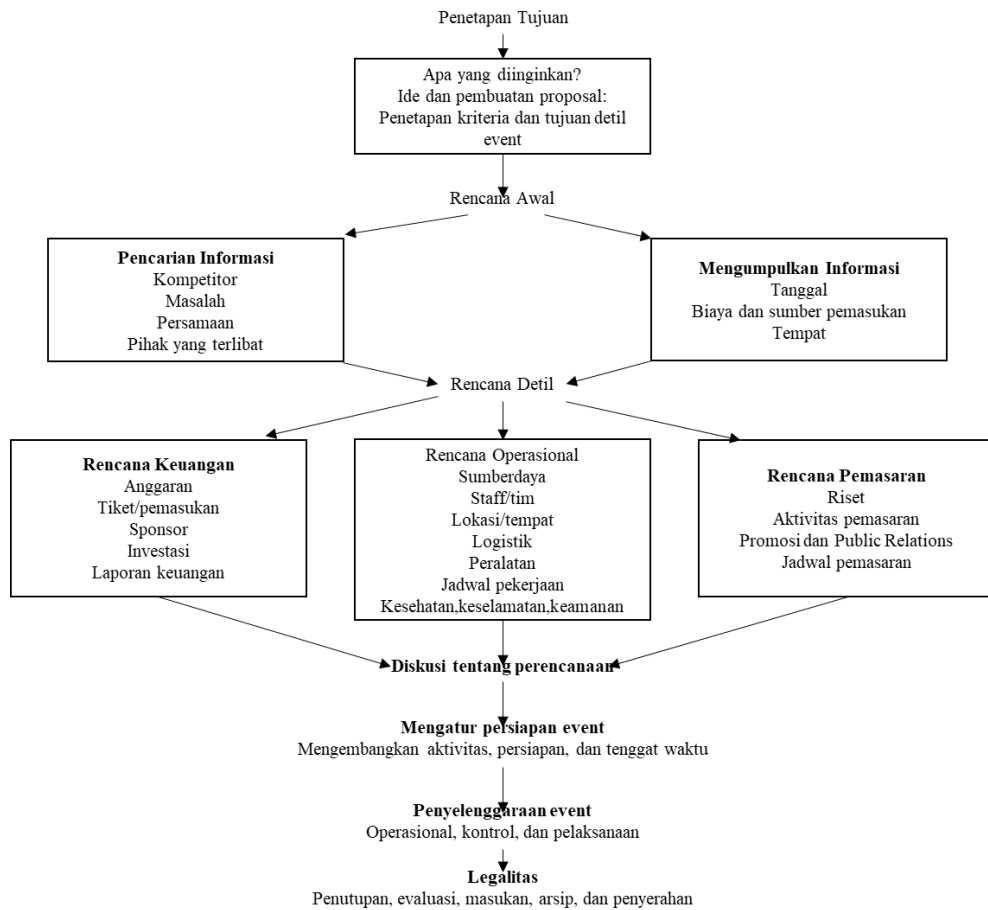 Penetapan Tujuan
Apa yang diinginkan?
Ide dan pembuatan proposal:
Penetapan kriteria dan tujuan detil
event
Rencana Awal
Pencarian Informasi
Kompetitor
Masalah
Persamaan
Pihak yang terlibat
Mengumpulkan Informasi
Tanggal
Biaya dan sumber pemasukan
Tempat
Rencana Detil
Rencana Keuangan
Anggaran
Tiket/pemasukan
Sponsor
Investasi
Laporan keuangan
Rencana Operasional
Sumberdaya
Staff/tim
Lokasi/tempat
Logistik
Peralatan
Jadwal pekerjaan
Kesehatan,keselamatan,keamanan
Rencana Pemasaran
Riset
Aktivitas pemasaran
Promosi dan Public Relations
Jadwal pemasaran
Diskusi tentang perencanaan
Mengatur persiapan event
Mengembangkan aktivitas, persiapan, dan tenggat waktu
Penyelenggaraan event
Operasional, kontrol, dan pelaksanaan
Legalitas
Penutupan, evaluasi, masukan, arsip, dan penyerahan